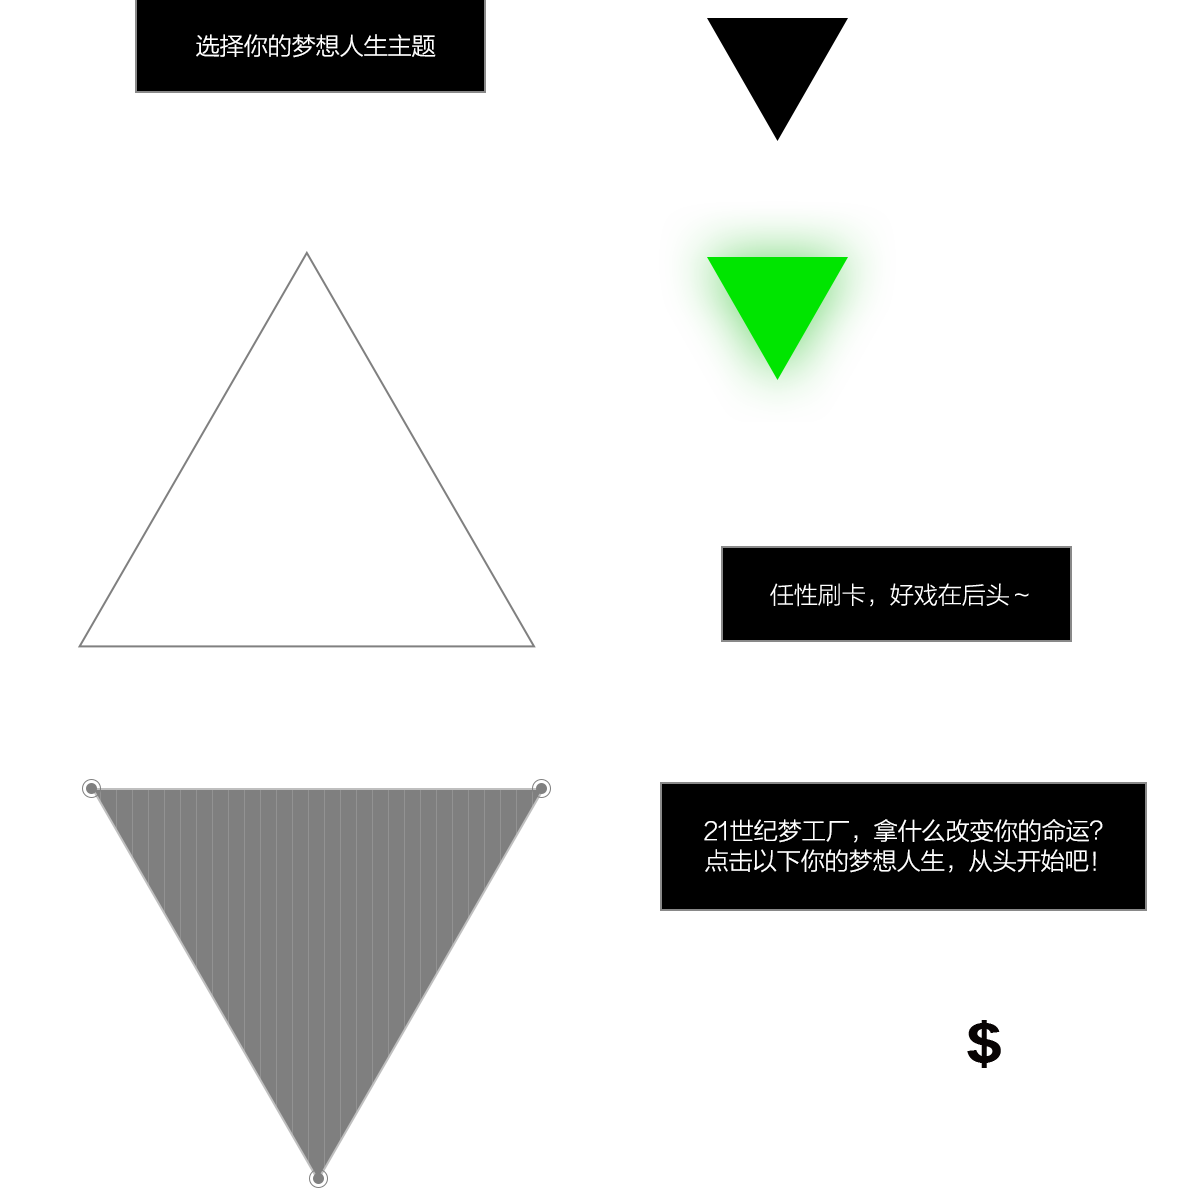 选择你的梦想人生主题
任性刷卡，好戏在后头~
21世纪梦工厂，拿什么改变你的命运？
点击以下你的梦想人生，从头开始吧！
$